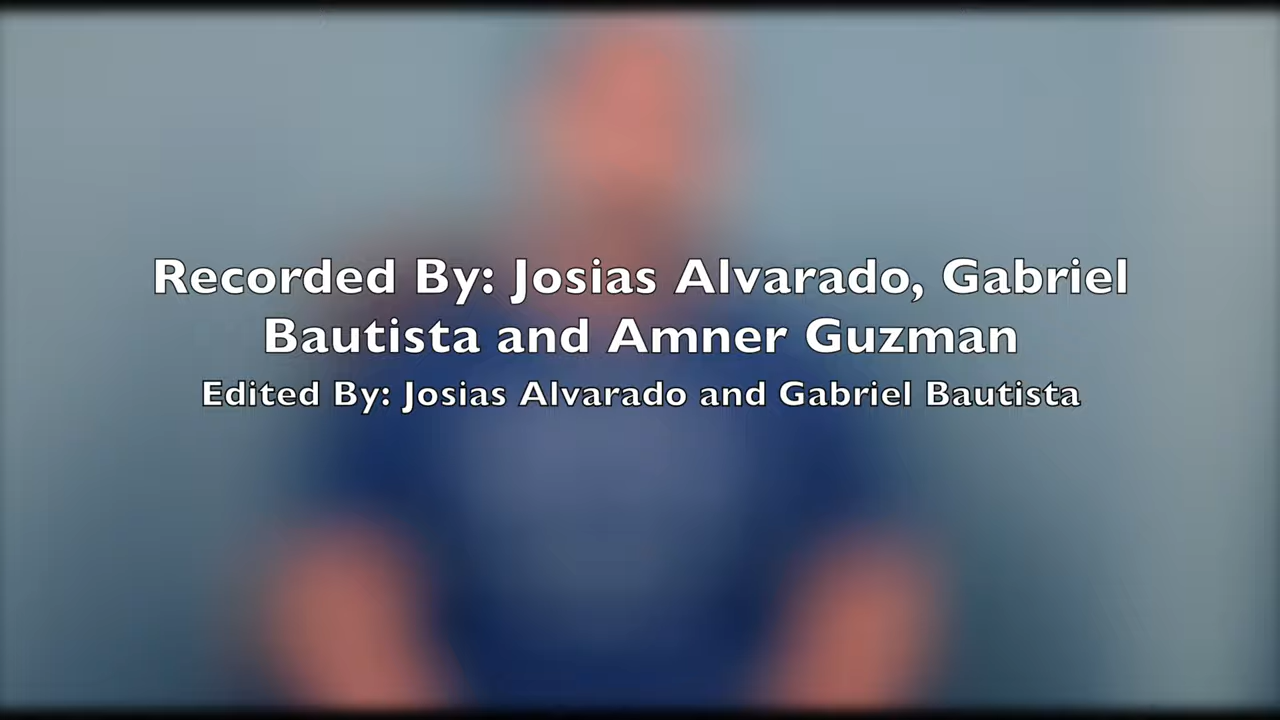 Recorded By: Josias Alvarado, Gabriel
Bautista and Amner Guzman
Edited By: Josias Alvarado and Gabriel Bautista